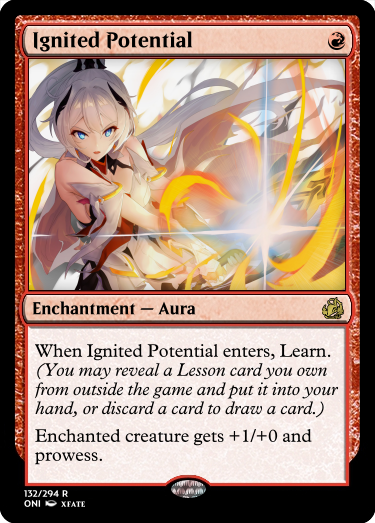 Ignited Potential
Enchantment — Aura
When Ignited Potential enters, Learn.
(You may reveal a Lesson card you own
from outside the game and put it into your
hand, or discard a card to draw a card.)
Enchanted creature gets +1/+0 and
prowess.
132/294 R
ONI XFATE